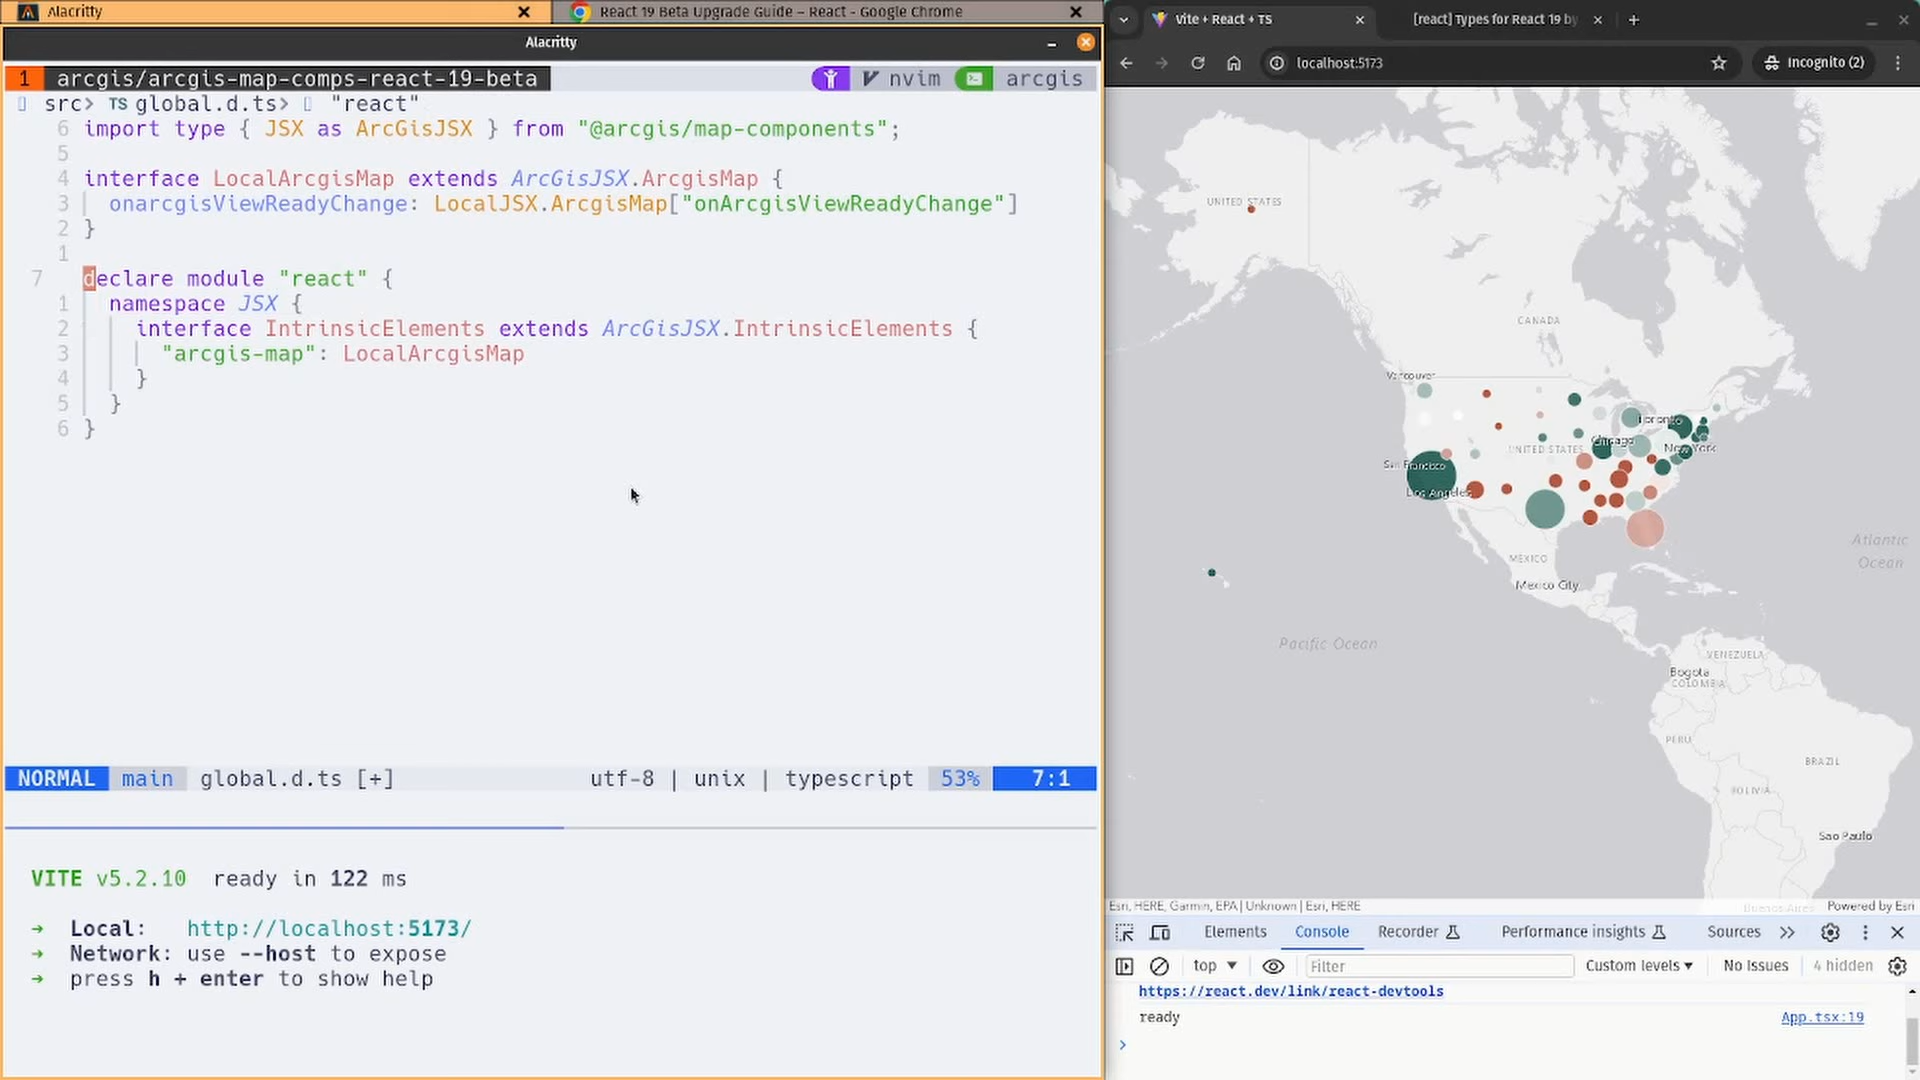 Alacritty
React 19 Beta Upgrade Guide – React - Google Chrome
Alacritty
1 arcgis/arcgis-map-comps-react-19-beta
nvim
arcgis
src> TS global.d.ts> "react"
6 import type { JSX as ArcGisJSX } from "@arcgis/map-components";
5
4 interface LocalArcgisMap extends ArcGisJSX.ArcgisMap {
3 onarcgisViewReadyChange: LocalJSX.ArcgisMap["onArcgisViewReadyChange"]
2 }
1
7 declare module "react" {
1 namespace JSX {
2 interface IntrinsicElements extends ArcGisJSX.IntrinsicElements {
3 "arcgis-map": LocalArcgisMap
4 }
5 }
6 }
NORMAL main global.d.ts [+] utf-8 | unix | typescript 53% 7:1
VITE v5.2.10 ready in 122 ms
➜ Local: http://localhost:5173/
➜ Network: use --host to expose
➜ press h + enter to show help
Vite + React + TS
[react] Types for React 19 by
localhost:5173
Incognito (2)
UNITED STATES
CANADA
Vancouver
Toronto
Chicago
UNITED STATES
New York
San Francisco
Los Angeles
MEXICO
Mexico City
Atlantic
Ocean
Pacific Ocean
VENEZUELA
Bogota
COLOMBIA
PERU
BRAZIL
BOLIVIA
Sao Paulo
Buenos Aires
Esri, HERE, Garmin, EPA | Unknown | Esri, HERE
Powered by Esri
Elements Console Recorder Performance insights Sources
top Filter Custom levels No Issues 4 hidden
https://react.dev/link/react-devtools
ready App.tsx:19
>